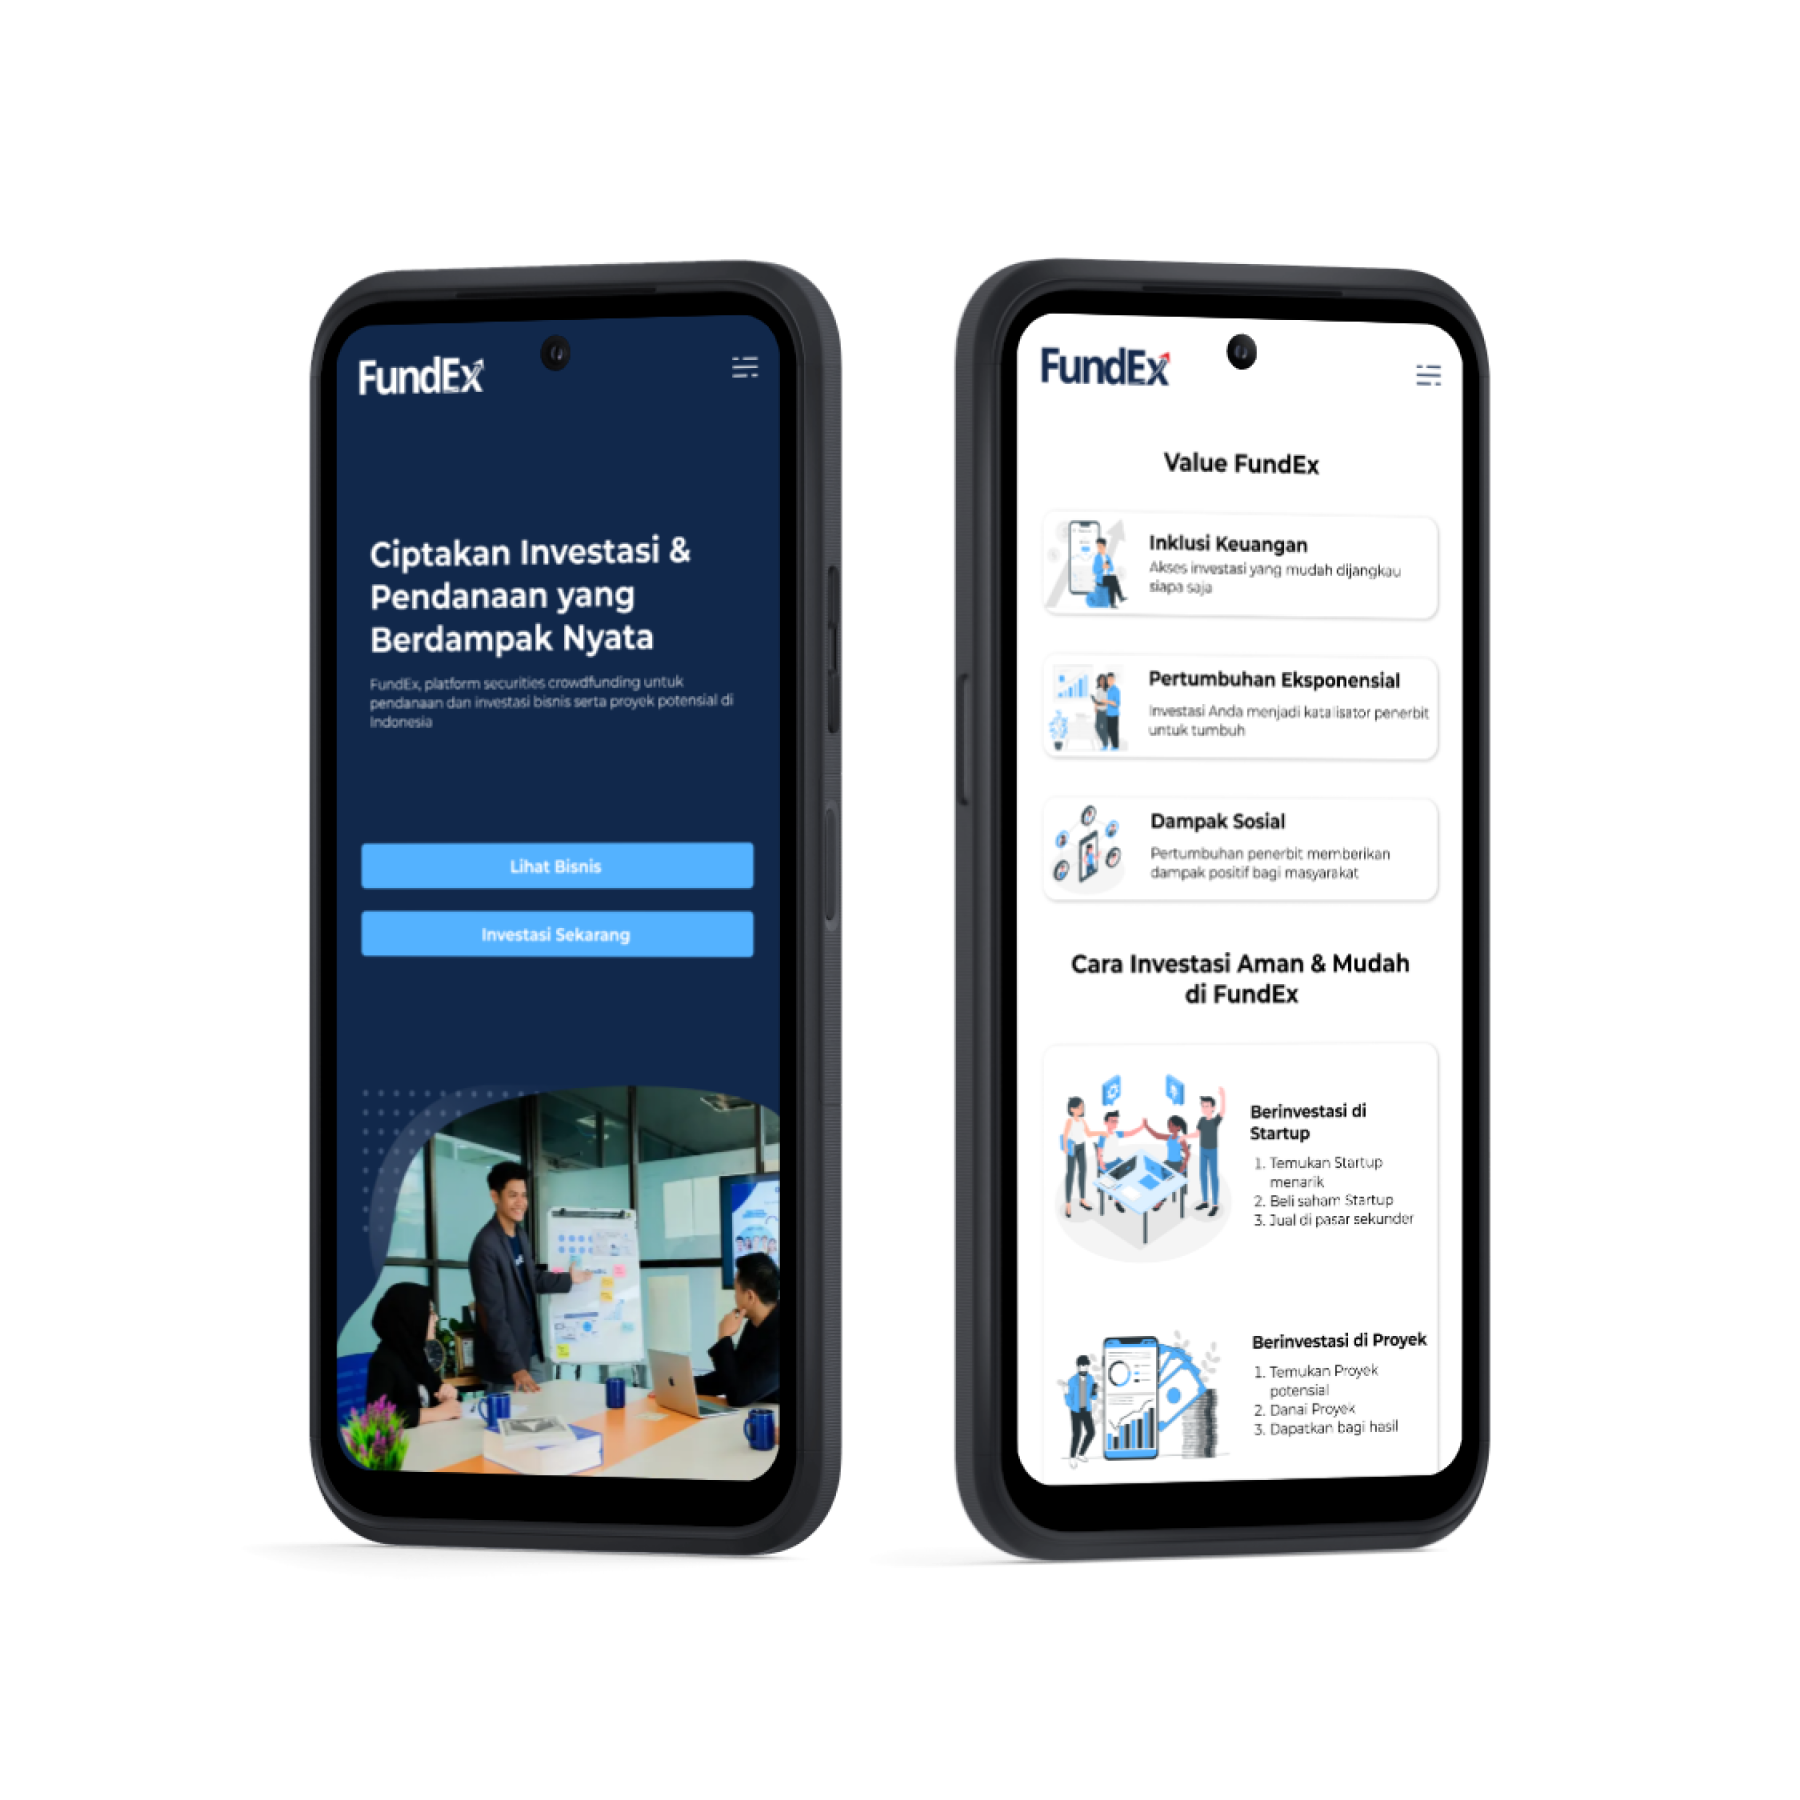 FundEx
Ciptakan Investasi &
Pendanaan yang
Berdampak Nyata
FundEx, platform securities crowdfunding untuk
pendanaan dan investasi bisnis serta proyek potensial di
Indonesia
Lihat Bisnis
Investasi Sekarang
FundEx
Value FundEx
Inklusi Keuangan
Akses investasi yang mudah dijangkau
siapa saja
Pertumbuhan Eksponensial
Investasi Anda menjadi katalisator penerbit
untuk tumbuh
Dampak Sosial
Pertumbuhan penerbit memberikan
dampak positif bagi masyarakat
Cara Investasi Aman & Mudah
di FundEx
Berinvestasi di
Startup
1. Temukan Startup
menarik
2. Beli saham Startup
3. Jual di pasar sekunder
Berinvestasi di Proyek
1. Temukan Proyek
potensial
2. Danai Proyek
3. Dapatkan bagi hasil